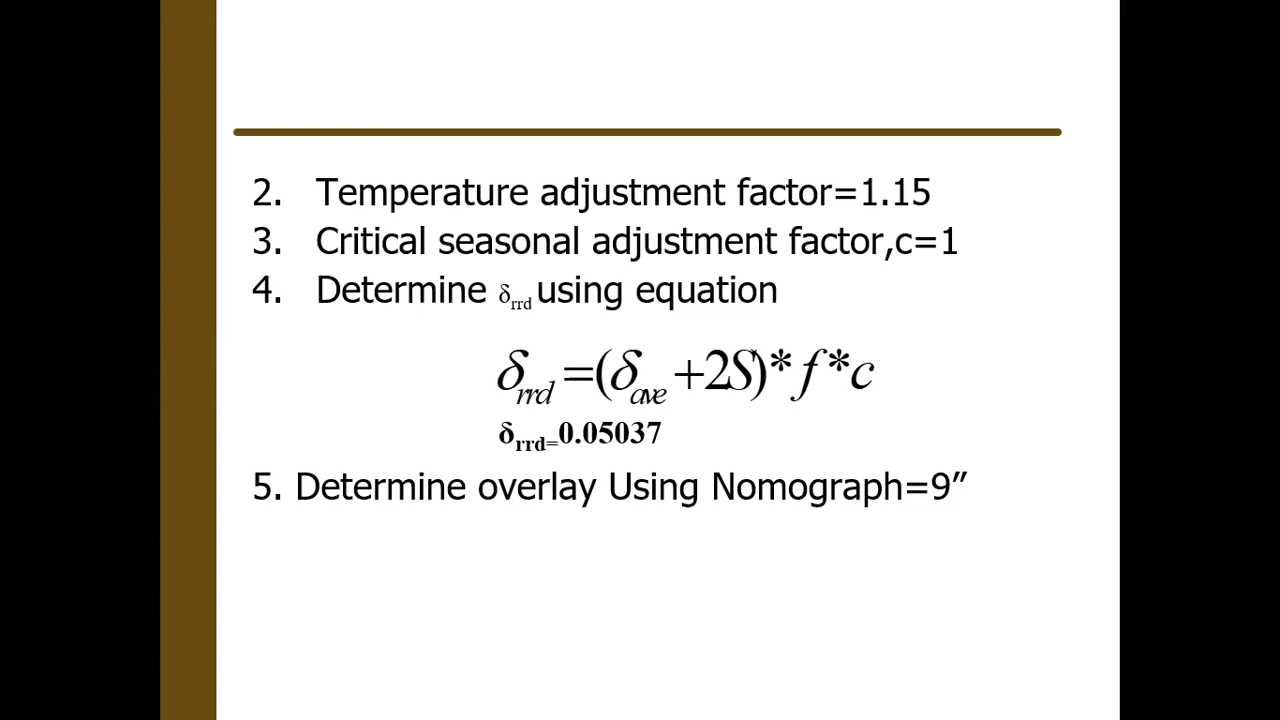 2. Temperature adjustment factor=1.15
3. Critical seasonal adjustment factor,c=1
4. Determine δrrd using equation
δrrd =(δave +2S)* f * c
δrrd=0.05037
5. Determine overlay Using Nomograph=9”